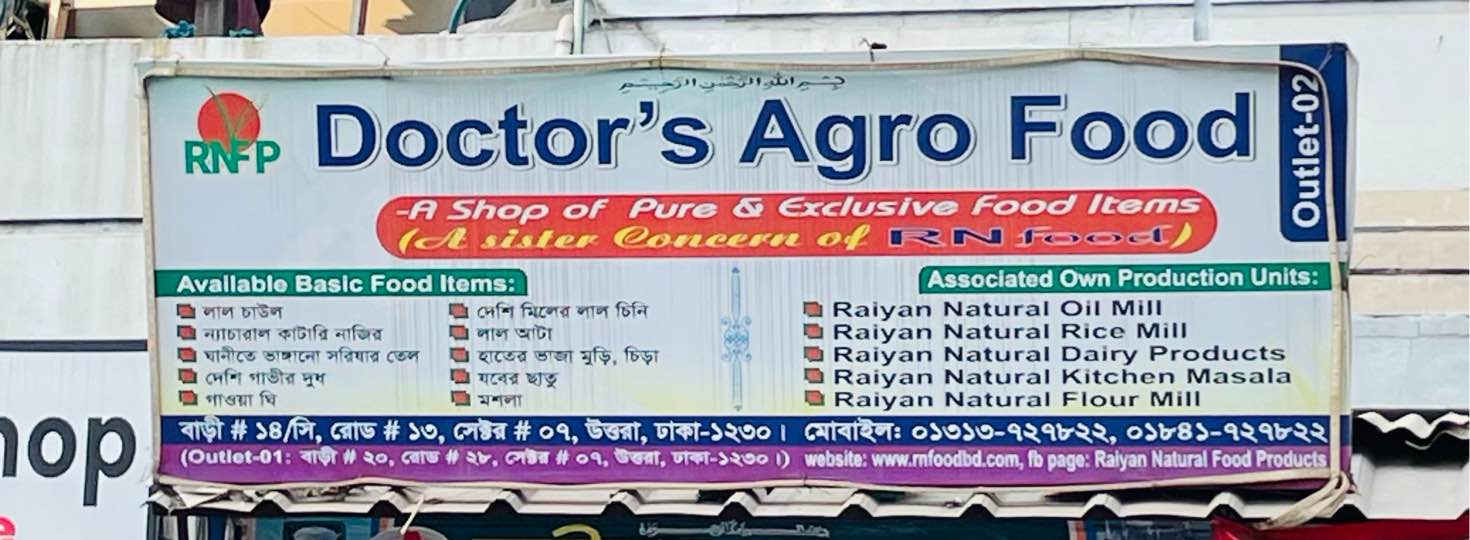 بسم الله الرحمن الرحيم
RNFP
Doctor's Agro Food
Outlet-02
-A Shop of Pure & Exclusive Food Items
(A sister Concern of RN food)
Available Basic Food Items:
লাল চাউল
ন্যাচারাল কাটারি নাজির
ঘানীতে ভাঙ্গানো সরিষার তেল
দেশি গাভীর দুধ
গাওয়া ঘি
দেশি মিলের লাল চিনি
লাল আটা
হাতের ভাজা মুড়ি, চিড়া
যবের ছাতু
মশলা
Associated Own Production Units:
Raiyan Natural Oil Mill
Raiyan Natural Rice Mill
Raiyan Natural Dairy Products
Raiyan Natural Kitchen Masala
Raiyan Natural Flour Mill
বাড়ী # ১৪/সি, রোড # ১৩, সেক্টর # ০৭, উত্তরা, ঢাকা-১২৩০। মোবাইল: ০১৩১৩-৭২৭৮২২, ০১৮৪১-৭২৭৮২২
(Outlet-01: বাড়ী # ২০, রোড # ২৮, সেক্টর # ০৭, উত্তরা, ঢাকা-১২৩০।) website: www.rnfoodbd.com, fb page: Raiyan Natural Food Products
hop